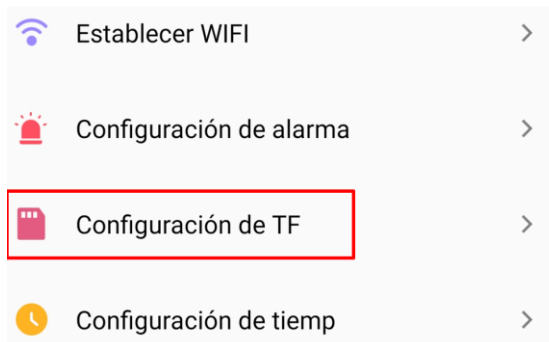 Establecer WIFI
Configuración de alarma
Configuración de TF
Configuración de tiemp